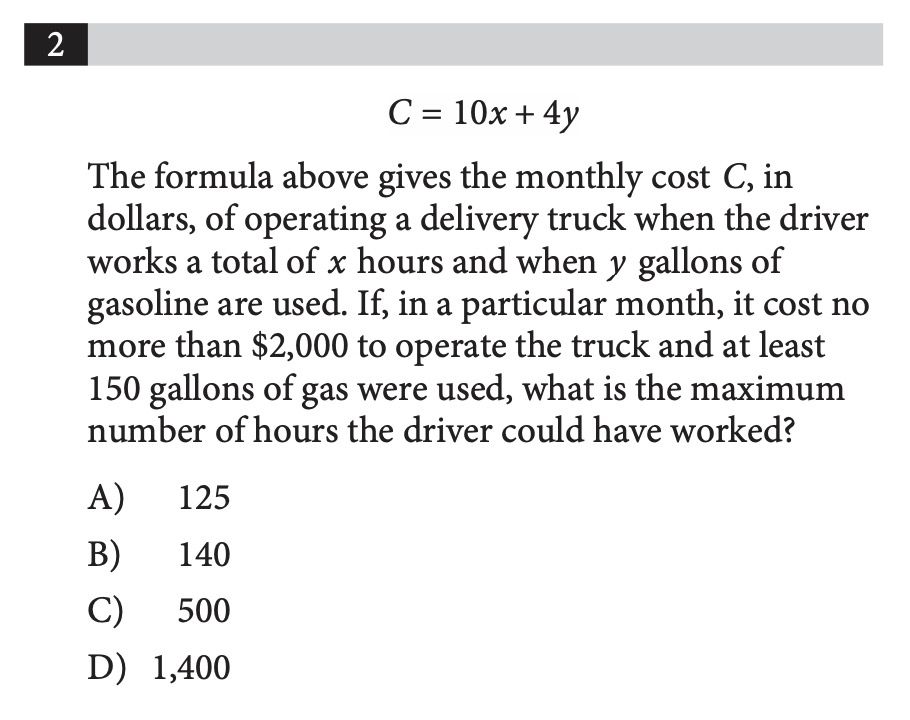 2
C = 10x + 4y
The formula above gives the monthly cost C, in
dollars, of operating a delivery truck when the driver
works a total of x hours and when y gallons of
gasoline are used. If, in a particular month, it cost no
more than $2,000 to operate the truck and at least
150 gallons of gas were used, what is the maximum
number of hours the driver could have worked?
A) 125
B) 140
C) 500
D) 1,400